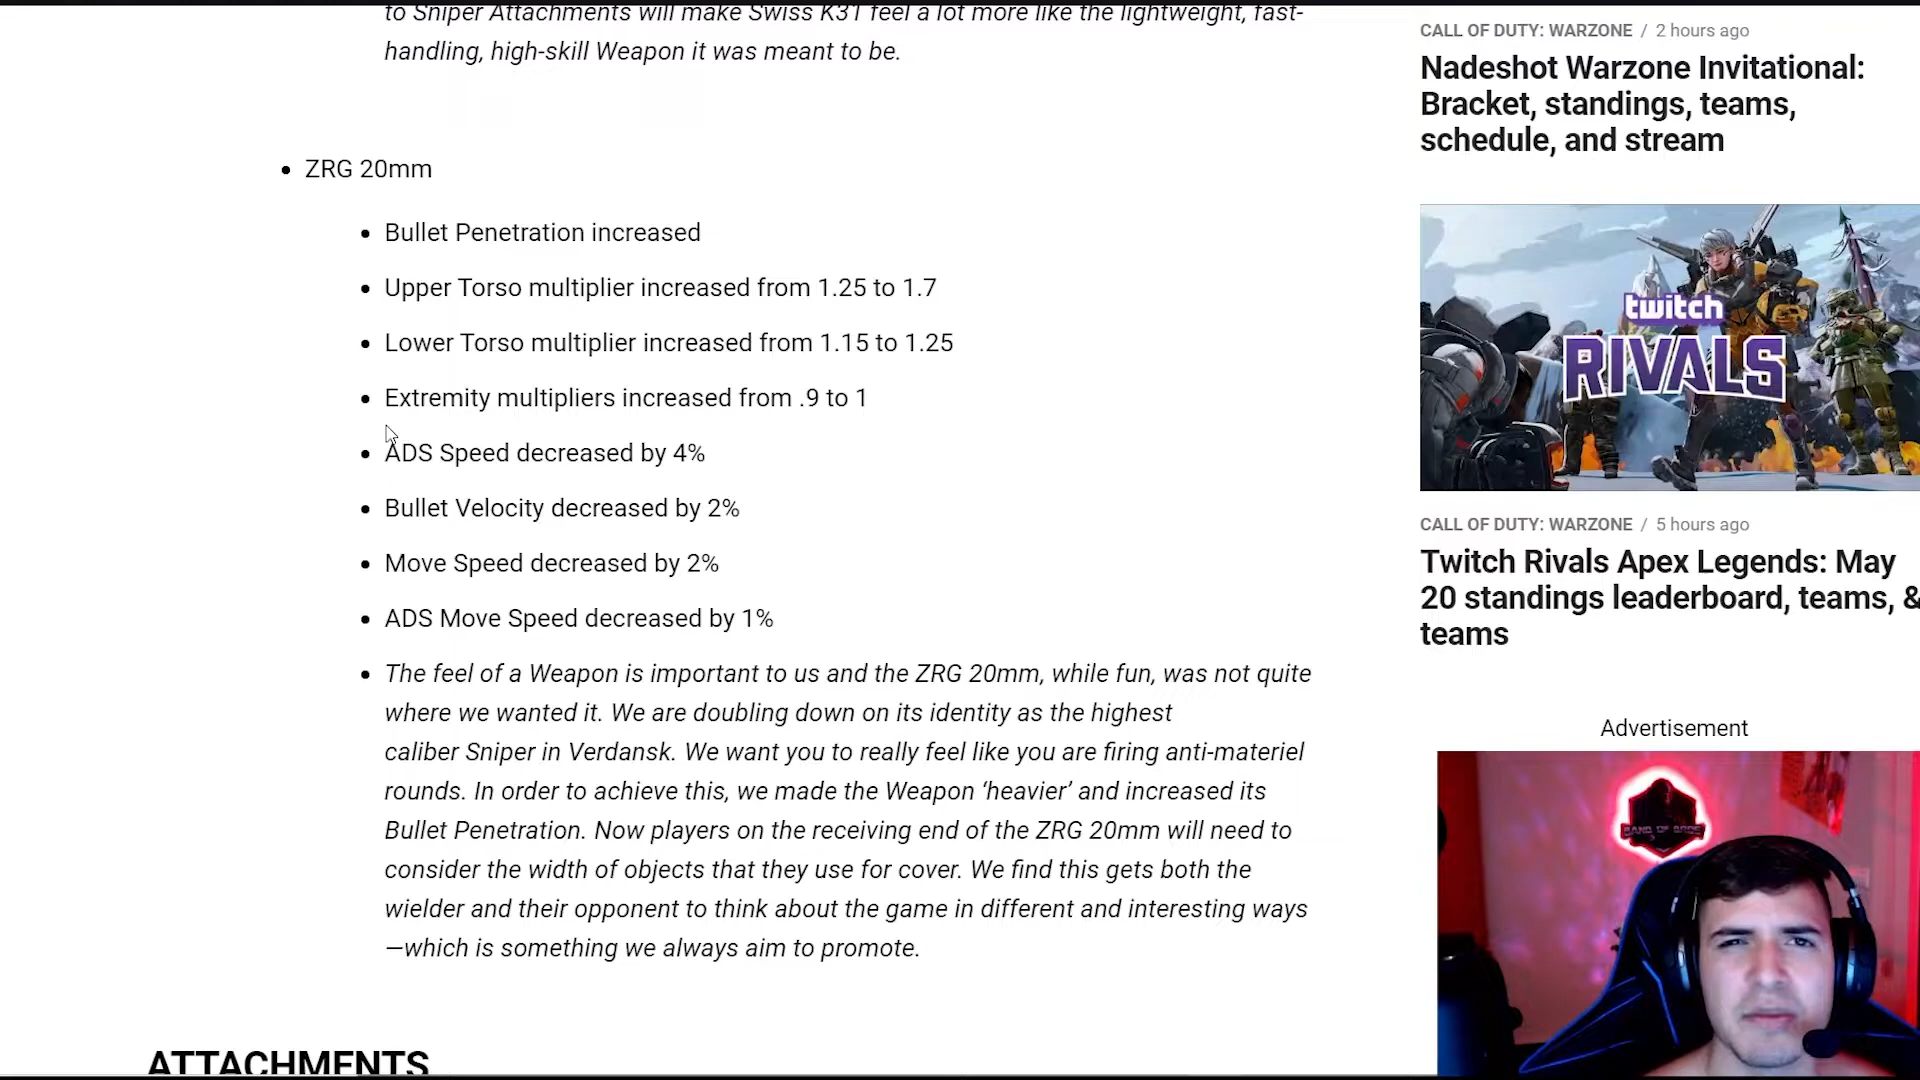 to Sniper Attachments will make Swiss K31 feel a lot more like the lightweight, fast-
handling, high-skill Weapon it was meant to be.
ZRG 20mm
Bullet Penetration increased
Upper Torso multiplier increased from 1.25 to 1.7
Lower Torso multiplier increased from 1.15 to 1.25
Extremity multipliers increased from .9 to 1
ADS Speed decreased by 4%
Bullet Velocity decreased by 2%
Move Speed decreased by 2%
ADS Move Speed decreased by 1%
The feel of a Weapon is important to us and the ZRG 20mm, while fun, was not quite
where we wanted it. We are doubling down on its identity as the highest
caliber Sniper in Verdansk. We want you to really feel like you are firing anti-materiel
rounds. In order to achieve this, we made the Weapon ‘heavier’ and increased its
Bullet Penetration. Now players on the receiving end of the ZRG 20mm will need to
consider the width of objects that they use for cover. We find this gets both the
wielder and their opponent to think about the game in different and interesting ways
—which is something we always aim to promote.
ATTACHMENTS
CALL OF DUTY: WARZONE / 2 hours ago
Nadeshot Warzone Invitational:
Bracket, standings, teams,
schedule, and stream
twitch
RIVALS
CALL OF DUTY: WARZONE / 5 hours ago
Twitch Rivals Apex Legends: May
20 standings leaderboard, teams, &
teams
Advertisement